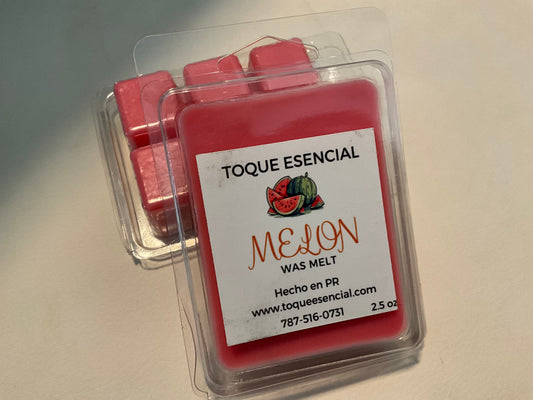 TOQUE ESENCIAL
MELON
WAS MELT
Hecho en PR
www.toqueesencial.com
787-516-0731
2.5 oz